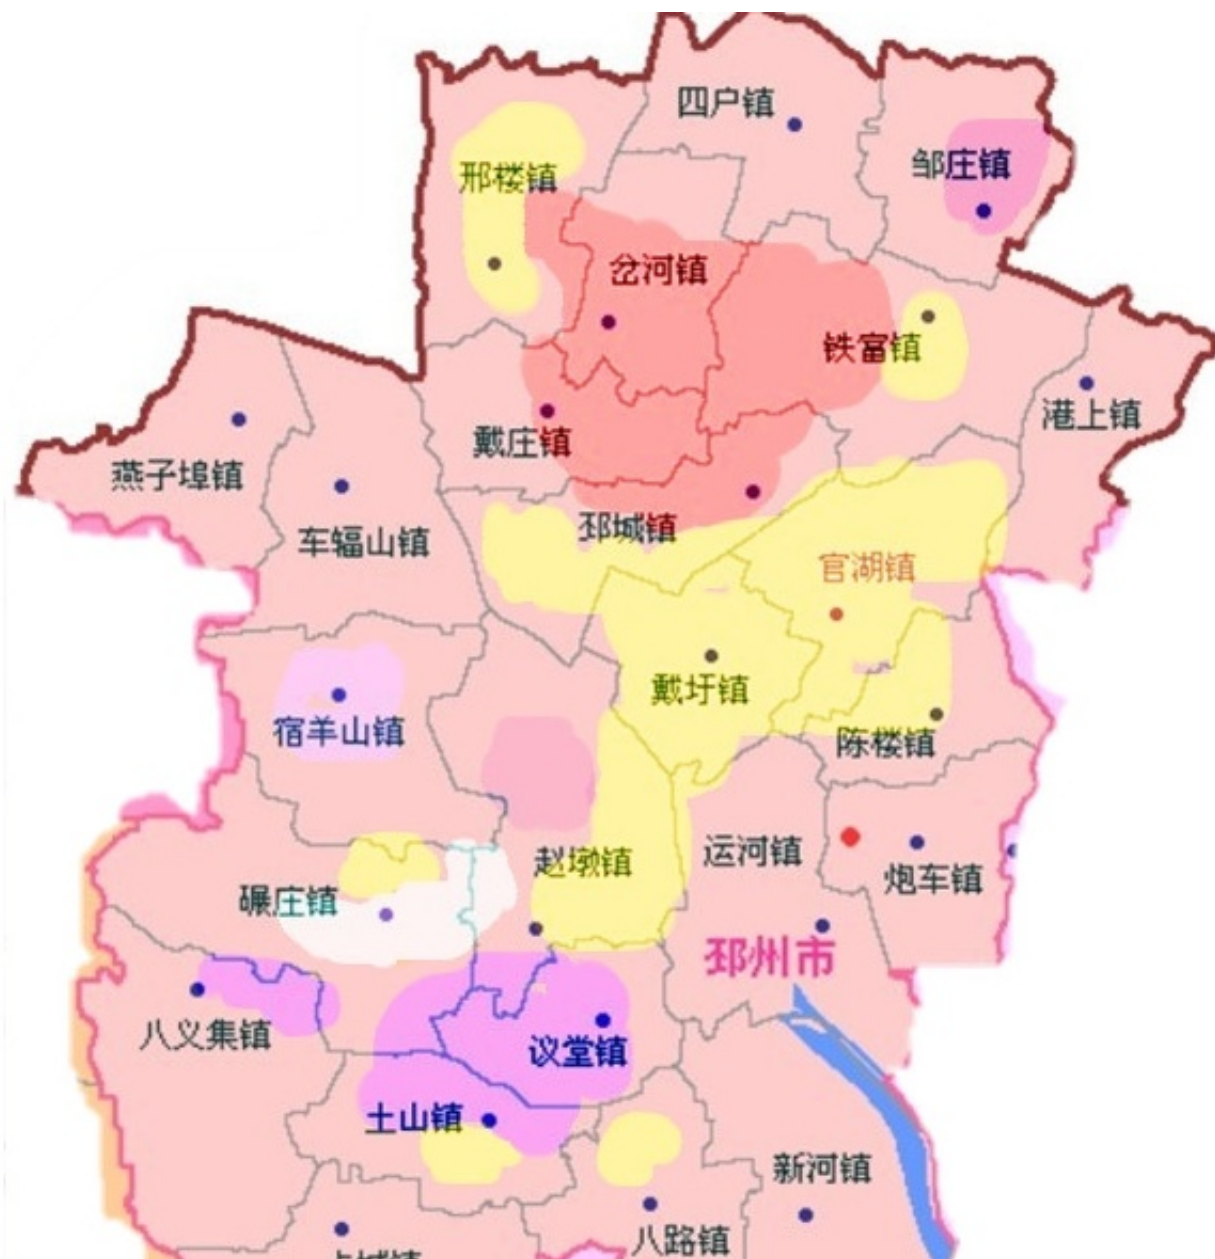 四户镇
邹庄镇
邢楼镇
岔河镇
铁富镇
港上镇
戴庄镇
燕子埠镇
车辐山镇
邳城镇
官湖镇
戴圩镇
宿羊山镇
陈楼镇
运河镇
赵墩镇
炮车镇
碾庄镇
邳州市
八义集镇
议堂镇
土山镇
新河镇
八路镇